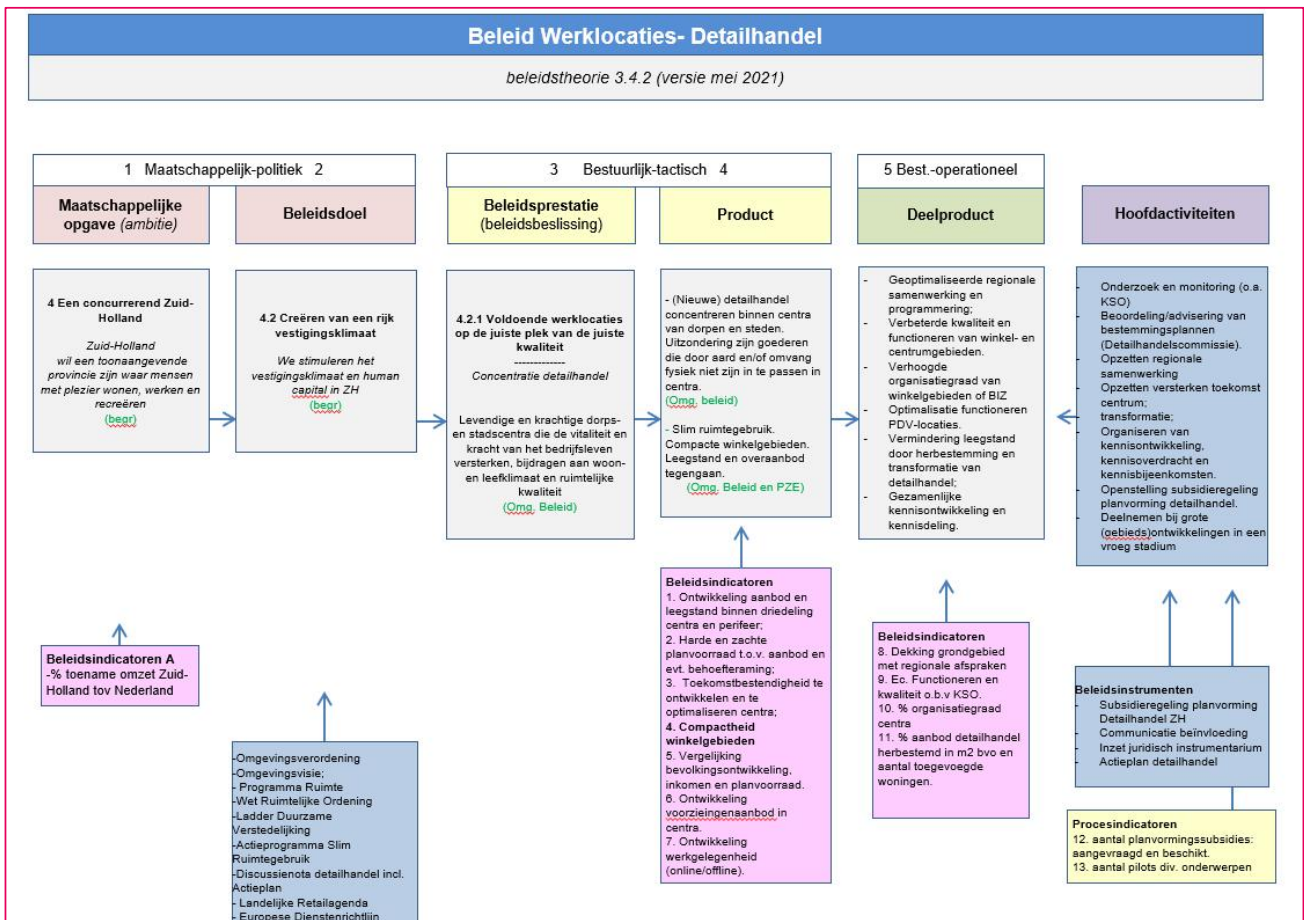 Beleid Werklocaties- Detailhandel
beleidstheorie 3.4.2 (versie mei 2021)
1 Maatschappelijk-politiek 2
3 Bestuurlijk-tactisch 4
5 Best.-operationeel
Maatschappelijke
opgave (ambitie)
Beleidsdoel
Beleidsprestatie
(beleidsbeslissing)
Product
Deelproduct
Hoofdactiviteiten
4 Een concurrerend Zuid-
Holland
Zuid-Holland
wil een toonaangevende
provincie zijn waar mensen
met plezier wonen, werken en
recreëren
(begr)
4.2 Creëren van een rijk
vestigingsklimaat
We stimuleren het
vestigingsklimaat en human
capital in ZH
(begr)
4.2.1 Voldoende werklocaties
op de juiste plek van de juiste
kwaliteit
-------------
Concentratie detailhandel
Levendige en krachtige dorps-
en stadscentra die de vitaliteit en
kracht van het bedrijfsleven
versterken, bijdragen aan woon-
en leefklimaat en ruimtelijke
kwaliteit
(Omg. Beleid)
- (Nieuwe) detailhandel
concentreren binnen centra
van dorpen en steden.
Uitzondering zijn goederen
die door aard en/of omvang
fysiek niet zijn in te passen in
centra.
(Omg. beleid)
- Slim ruimtegebruik.
Compacte winkelgebieden.
Leegstand en overaanbod
tegengaan.
(Omg. Beleid en PZE)
- Geoptimaliseerde regionale
samenwerking en
programmering;
- Verbeterde kwaliteit en
functioneren van winkel- en
centrumgebieden.
- Verhoogde
organisatiegraad van
winkelgebieden of BIZ
- Optimalisatie functioneren
PDV-locaties.
- Vermindering leegstand
door herbestemming en
transformatie van
detailhandel;
- Gezamenlijke
kennisontwikkeling en
kennisdeling.
- Onderzoek en monitoring (o.a.
KSO)
- Beoordeling/advisering van
bestemmingsplannen
(Detailhandelscommissie).
- Opzetten regionale
samenwerking
- Opzetten versterken toekomst
centrum;
- transformatie;
- Organiseren van
kennisontwikkeling,
kennisoverdracht en
kennisbijeenkomsten.
- Openstelling subsidieregeling
planvorming detailhandel.
- Deelnemen bij grote
(gebieds)ontwikkelingen in een
vroeg stadium
Beleidsindicatoren A
-% toename omzet Zuid-
Holland tov Nederland
-Omgevingsverordening
-Omgevingsvisie;
- Programma Ruimte
-Wet Ruimtelijke Ordening
-Ladder Duurzame
Verstedelijking
-Actieprogramma Slim
Ruimtegebruik
-Discussienota detailhandel incl.
Actieplan
- Landelijke Retailagenda
- Europese Dienstenrichtlijn
Beleidsindicatoren
1. Ontwikkeling aanbod en
leegstand binnen driedeling
centra en perifeer;
2. Harde en zachte
planvoorraad t.o.v. aanbod en
evt. behoefteraming;
3. Toekomstbestendigheid te
ontwikkelen en te
optimaliseren centra;
4. Compactheid
winkelgebieden
5. Vergelijking
bevolkingsontwikkeling,
inkomen en planvoorraad.
6. Ontwikkeling
voorzieingenaanbod in
centra.
7. Ontwikkeling
werkgelegenheid
(online/offline).
Beleidsindicatoren
8. Dekking grondgebied
met regionale afspraken
9. Ec. Functioneren en
kwaliteit o.b.v KSO.
10. % organisatiegraad
centra
11. % aanbod detailhandel
herbestemd in m2 bvo en
aantal toegevoegde
woningen.
Beleidsinstrumenten
- Subsidieregeling planvorming
Detailhandel ZH
- Communicatie beïnvloeding
- Inzet juridisch instrumentarium
- Actieplan detailhandel
Procesindicatoren
12. aantal planvormingssubsidies:
aangevraagd en beschikt.
13. aantal pilots div. onderwerpen